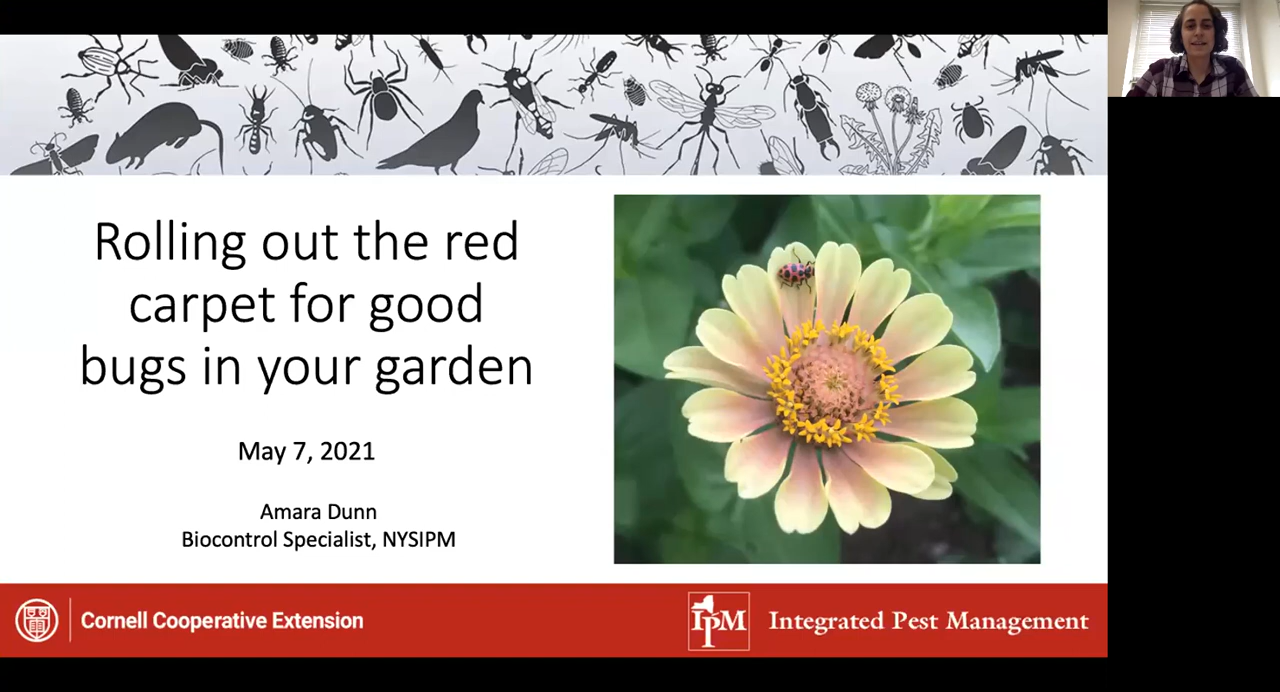 Rolling out the red
carpet for good
bugs in your garden
May 7, 2021
Amara Dunn
Biocontrol Specialist, NYSIPM
Cornell Cooperative Extension
IPM
Integrated Pest Management